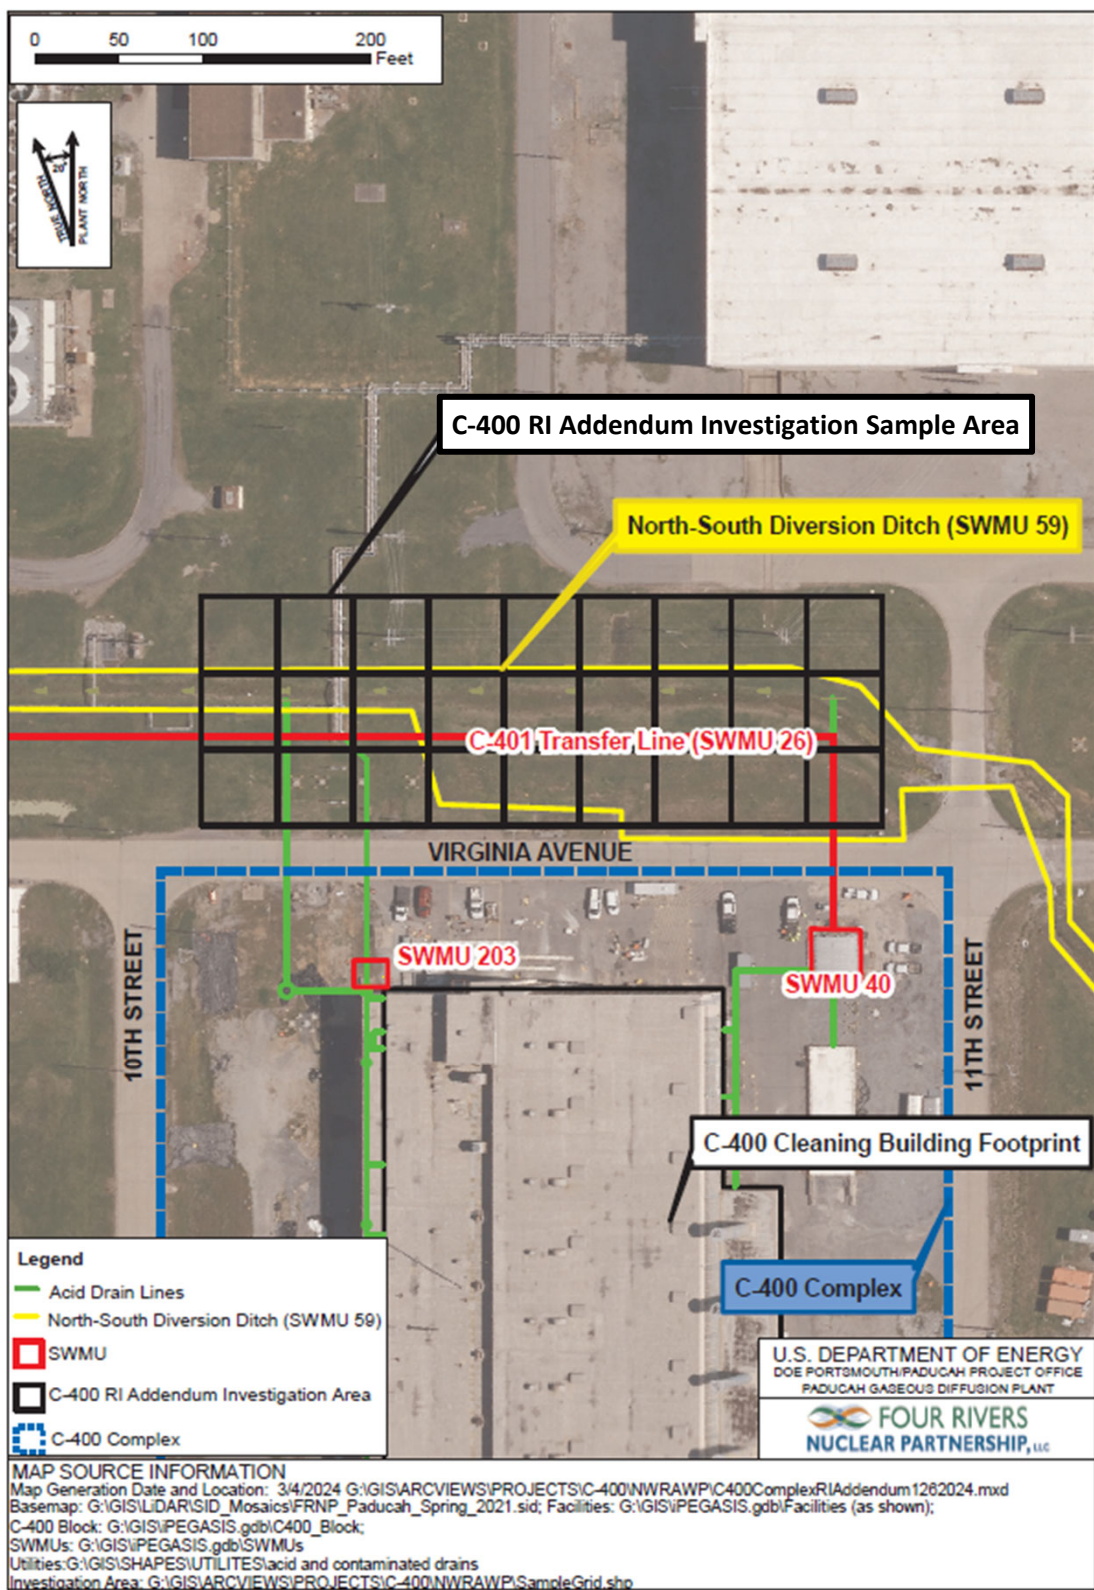 0 50 100 200
Feet
TRUE NORTH
PLANT NORTH
C-400 RI Addendum Investigation Sample Area
North-South Diversion Ditch (SWMU 59)
C-401 Transfer Line (SWMU 26)
VIRGINIA AVENUE
10TH STREET
SWMU 203
SWMU 40
11TH STREET
C-400 Cleaning Building Footprint
C-400 Complex
Legend
Acid Drain Lines
North-South Diversion Ditch (SWMU 59)
SWMU
C-400 RI Addendum Investigation Area
C-400 Complex
U.S. DEPARTMENT OF ENERGY
DOE PORTSMOUTH/PADUCAH PROJECT OFFICE
PADUCAH GASEOUS DIFFUSION PLANT
FOUR RIVERS
NUCLEAR PARTNERSHIP, LLC
MAP SOURCE INFORMATION
Map Generation Date and Location: 3/4/2024 G:\GIS\ARCVIEWS\PROJECTS\C-400\NWRAWP\C400ComplexRIAddendum1262024.mxd
Basemap: G:\GIS\LiDAR\SID_Mosaics\FRNP_Paducah_Spring_2021.sid; Facilities: G:\GIS\iPEGASIS.gdb\Facilities (as shown);
C-400 Block: G:\GIS\iPEGASIS.gdb\C400_Block;
SWMUs: G:\GIS\iPEGASIS.gdb\SWMUs
Utilities:G:\GIS\SHAPES\UTILITES\acid and contaminated drains
Investigation Area: G:\GIS\ARCVIEWS\PROJECTS\C-400\NWRAWP\SampleGrid.shp